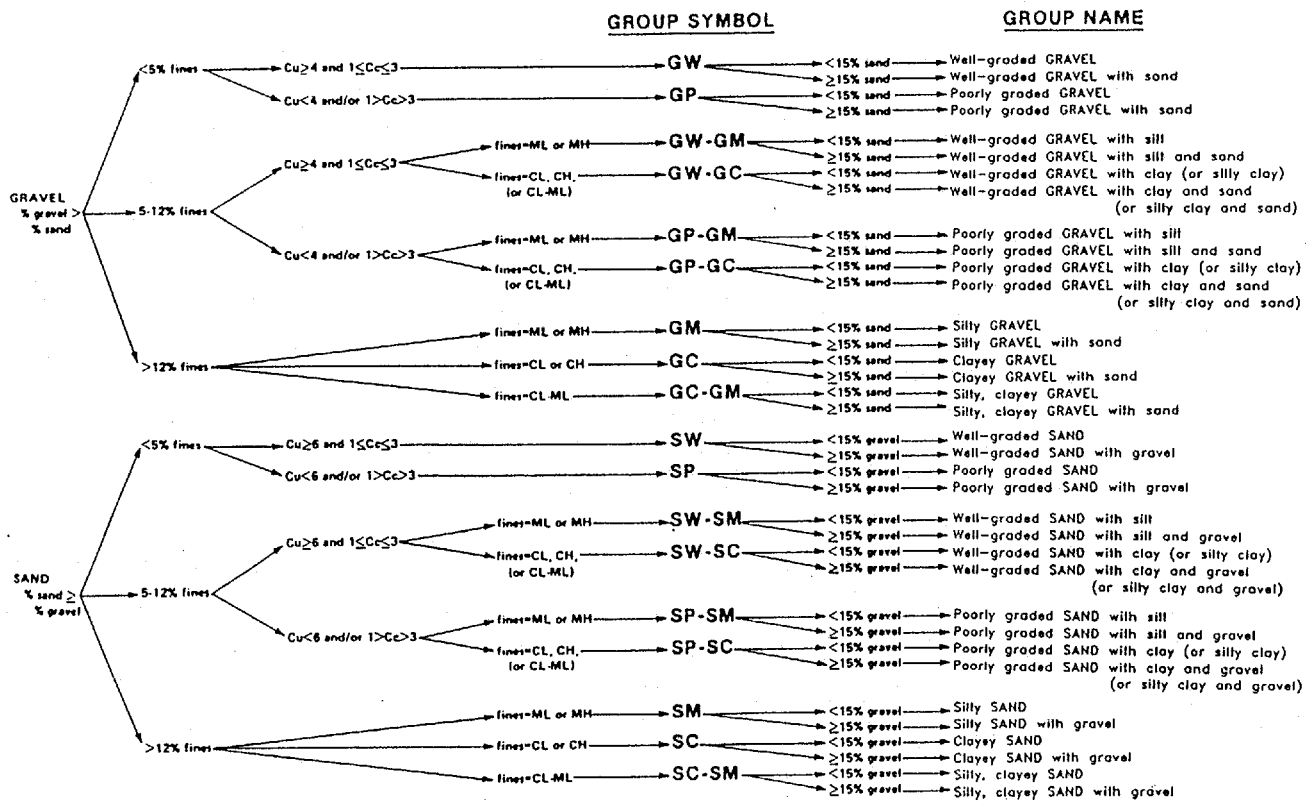 GROUP SYMBOL GROUP NAME
<5% fines Cu≥4 and 1≤Cc≤3 GW <15% sand Well-graded GRAVEL
≥15% sand Well-graded GRAVEL with sand
Cu<4 and/or 1>Cc>3 GP <15% sand Poorly graded GRAVEL
≥15% sand Poorly graded GRAVEL with sand
fines=ML or MH GW-GM <15% sand Well-graded GRAVEL with silt
Cu≥4 and 1≤Cc≤3 ≥15% sand Well-graded GRAVEL with silt and sand
fines=CL, CH, GW-GC <15% sand Well-graded GRAVEL with clay (or silty clay)
(or CL-ML) ≥15% sand Well-graded GRAVEL with clay and sand
GRAVEL
% gravel > 5-12% fines (or silty clay and sand)
% sand
fines=ML or MH GP-GM <15% sand Poorly graded GRAVEL with silt
Cu<4 and/or 1>Cc>3 ≥15% sand Poorly graded GRAVEL with silt and sand
fines=CL, CH, GP-GC <15% sand Poorly graded GRAVEL with clay (or silty clay)
(or CL-ML) ≥15% sand Poorly graded GRAVEL with clay and sand
(or silty clay and sand)
fines=ML or MH GM <15% sand Silty GRAVEL
≥15% sand Silty GRAVEL with sand
>12% fines fines=CL or CH GC <15% sand Clayey GRAVEL
≥15% sand Clayey GRAVEL with sand
fines=CL-ML GC-GM <15% sand Silty, clayey GRAVEL
≥15% sand Silty, clayey GRAVEL with sand
<5% fines Cu≥6 and 1≤Cc≤3 SW <15% gravel Well-graded SAND
≥15% gravel Well-graded SAND with gravel
Cu<6 and/or 1>Cc>3 SP <15% gravel Poorly graded SAND
≥15% gravel Poorly graded SAND with gravel
fines=ML or MH SW-SM <15% gravel Well-graded SAND with silt
Cu≥6 and 1≤Cc≤3 ≥15% gravel Well-graded SAND with silt and gravel
fines=CL, CH, SW-SC <15% gravel Well-graded SAND with clay (or silty clay)
(or CL-ML) ≥15% gravel Well-graded SAND with clay and gravel
SAND
% sand ≥ 5-12% fines (or silty clay and gravel)
% gravel
fines=ML or MH SP-SM <15% gravel Poorly graded SAND with silt
Cu<6 and/or 1>Cc>3 ≥15% gravel Poorly graded SAND with silt and gravel
fines=CL, CH, SP-SC <15% gravel Poorly graded SAND with clay (or silty clay)
(or CL-ML) ≥15% gravel Poorly graded SAND with clay and gravel
(or silty clay and gravel)
fines=ML or MH SM <15% gravel Silty SAND
≥15% gravel Silty SAND with gravel
>12% fines fines=CL or CH SC <15% gravel Clayey SAND
≥15% gravel Clayey SAND with gravel
fines=CL-ML SC-SM <15% gravel Silty, clayey SAND
≥15% gravel Silty, clayey SAND with gravel